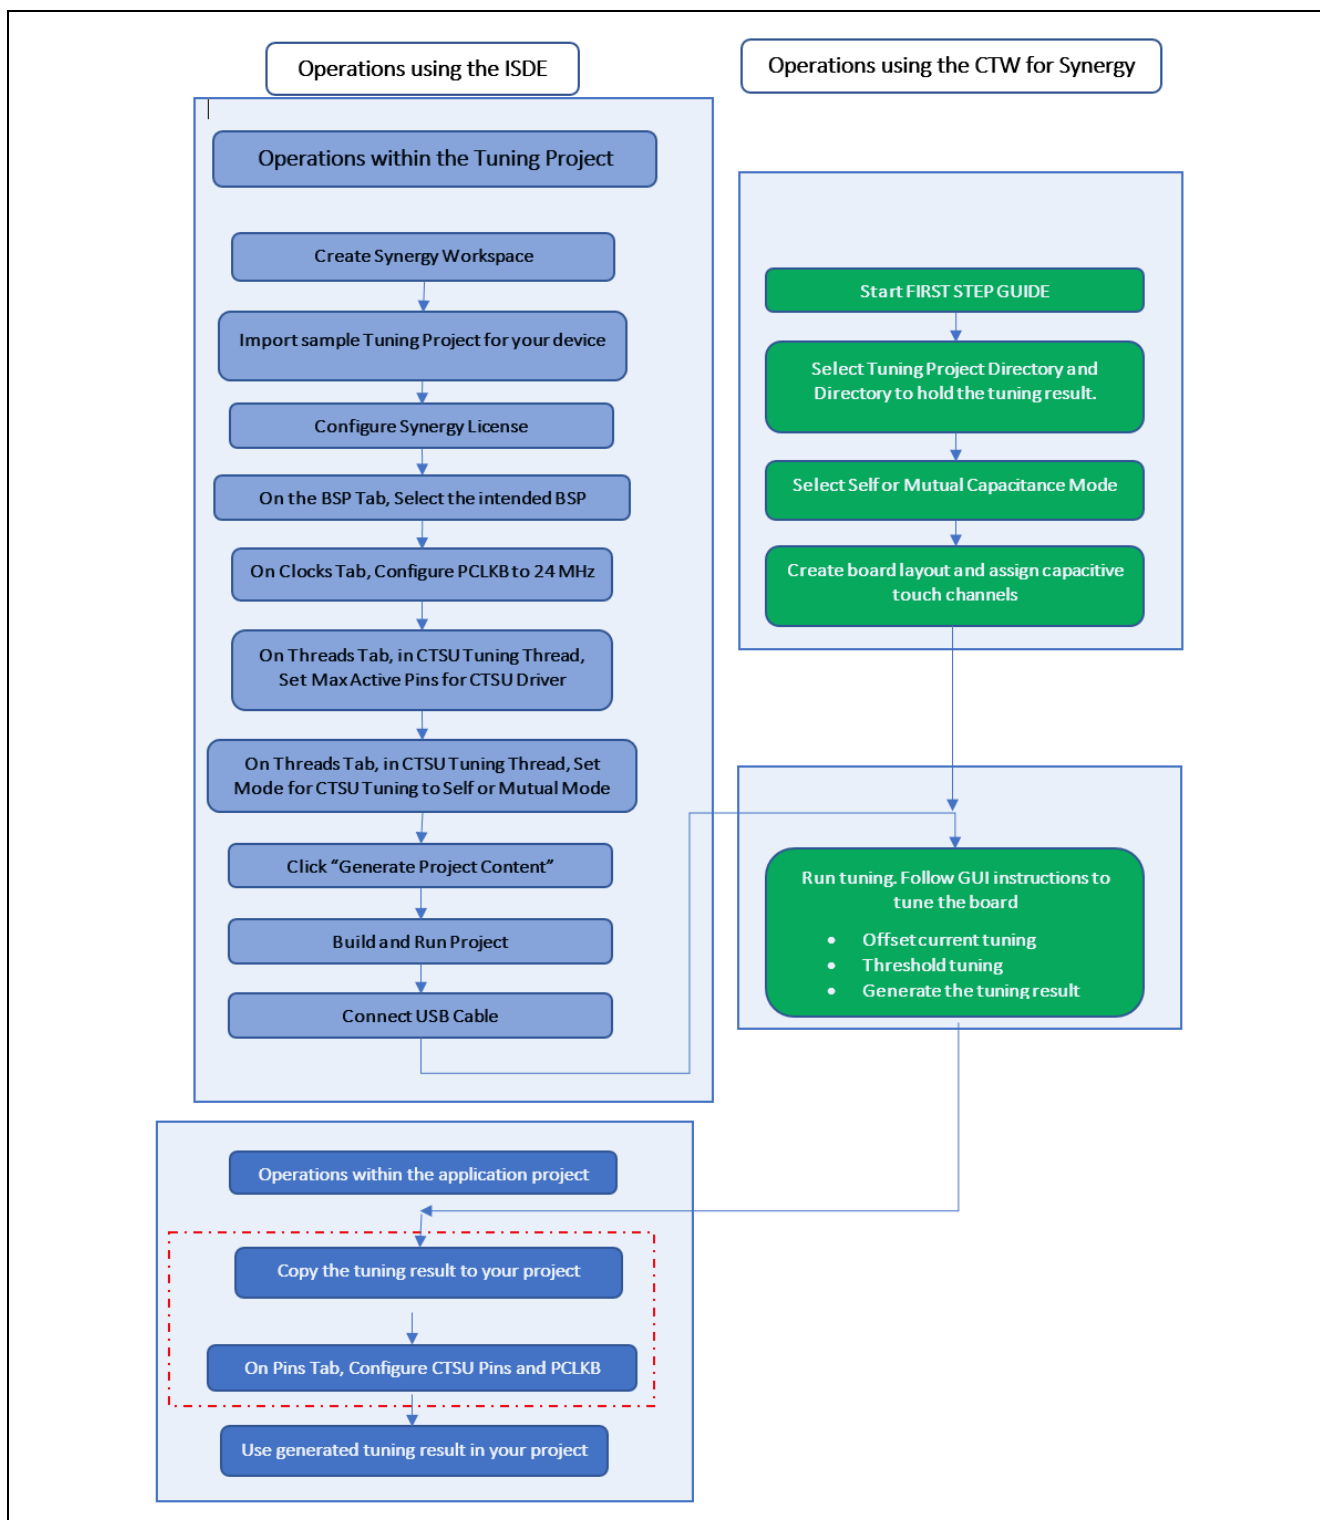 Operations using the ISDE
Operations within the Tuning Project
Create Synergy Workspace
Import sample Tuning Project for your device
Configure Synergy License
On the BSP Tab, Select the intended BSP
On Clocks Tab, Configure PCLKB to 24 MHz
On Threads Tab, in CTSU Tuning Thread,
Set Max Active Pins for CTSU Driver
On Threads Tab, in CTSU Tuning Thread, Set
Mode for CTSU Tuning to Self or Mutual Mode
Click “Generate Project Content”
Build and Run Project
Connect USB Cable
Operations using the CTW for Synergy
Start FIRST STEP GUIDE
Select Tuning Project Directory and
Directory to hold the tuning result.
Select Self or Mutual Capacitance Mode
Create board layout and assign capacitive
touch channels
Run tuning. Follow GUI instructions to
tune the board
• Offset current tuning
• Threshold tuning
• Generate the tuning result
Operations within the application project
Copy the tuning result to your project
On Pins Tab, Configure CTSU Pins and PCLKB
Use generated tuning result in your project